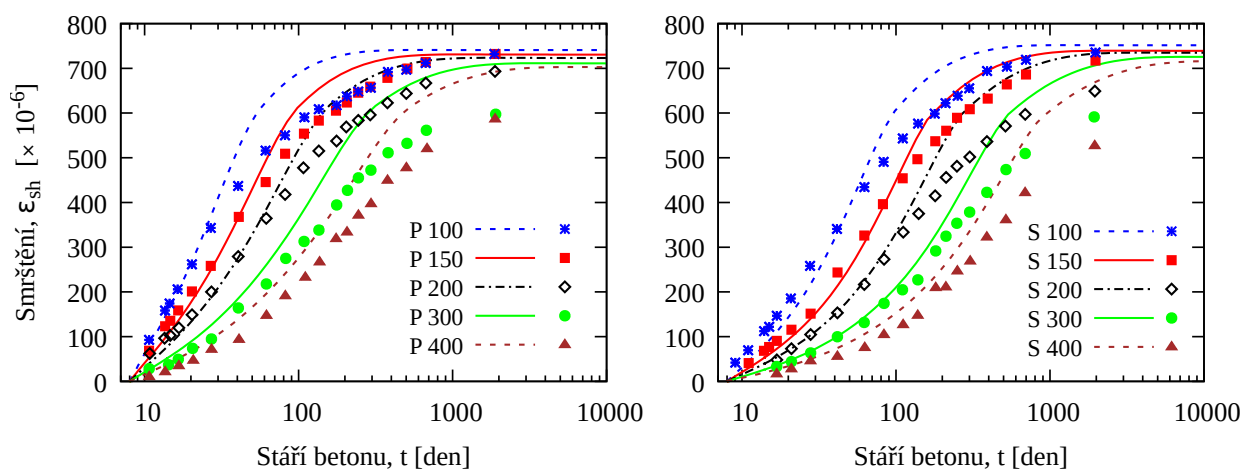 Smrštění, ε_sh [× 10^-6]
800
700
600
500
400
300
200
100
0
P 100
P 150
P 200
P 300
P 400
10
100
1000
10000
Stáří betonu, t [den]
800
700
600
500
400
300
200
100
0
S 100
S 150
S 200
S 300
S 400
10
100
1000
10000
Stáří betonu, t [den]